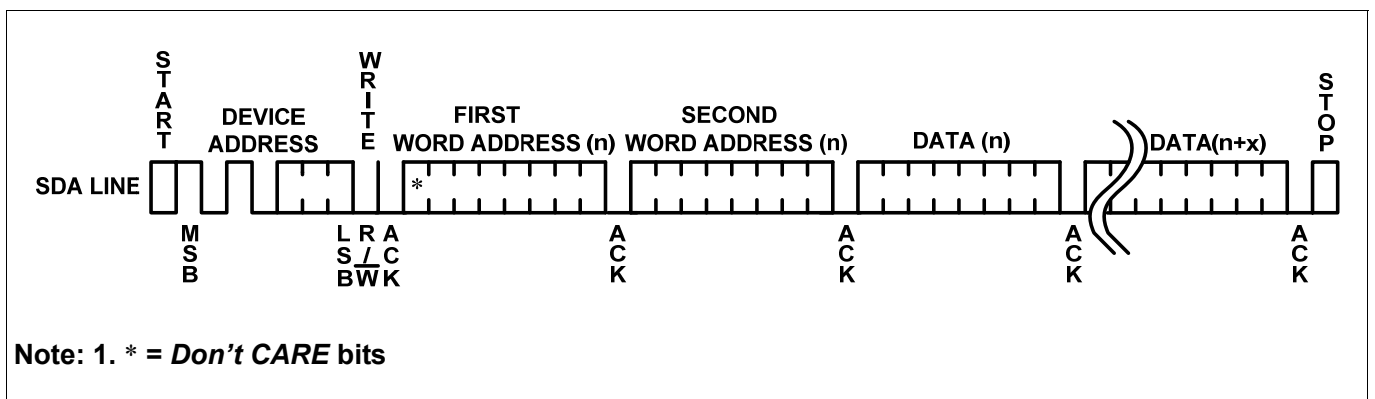 START
WRITE
STOP
DEVICE
ADDRESS
FIRST
WORD ADDRESS (n)
SECOND
WORD ADDRESS (n)
DATA (n)
DATA(n+x)
SDA LINE
*
MSB
LSB
R/W
ACK
ACK
ACK
ACK
ACK
Note: 1. * = Don't CARE bits